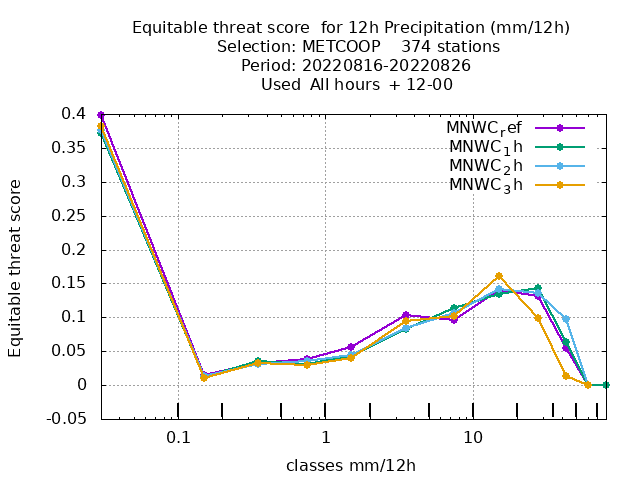 Equitable threat score  for 12h Precipitation (mm/12h)
Selection: METCOOP    374 stations
Period: 20220816-20220826
Used  All hours  + 12-00
MNWC_ref
MNWC_1h
MNWC_2h
MNWC_3h
Equitable threat score
0.4
0.35
0.3
0.25
0.2
0.15
0.1
0.05
0
-0.05
0.1 1 10
classes mm/12h